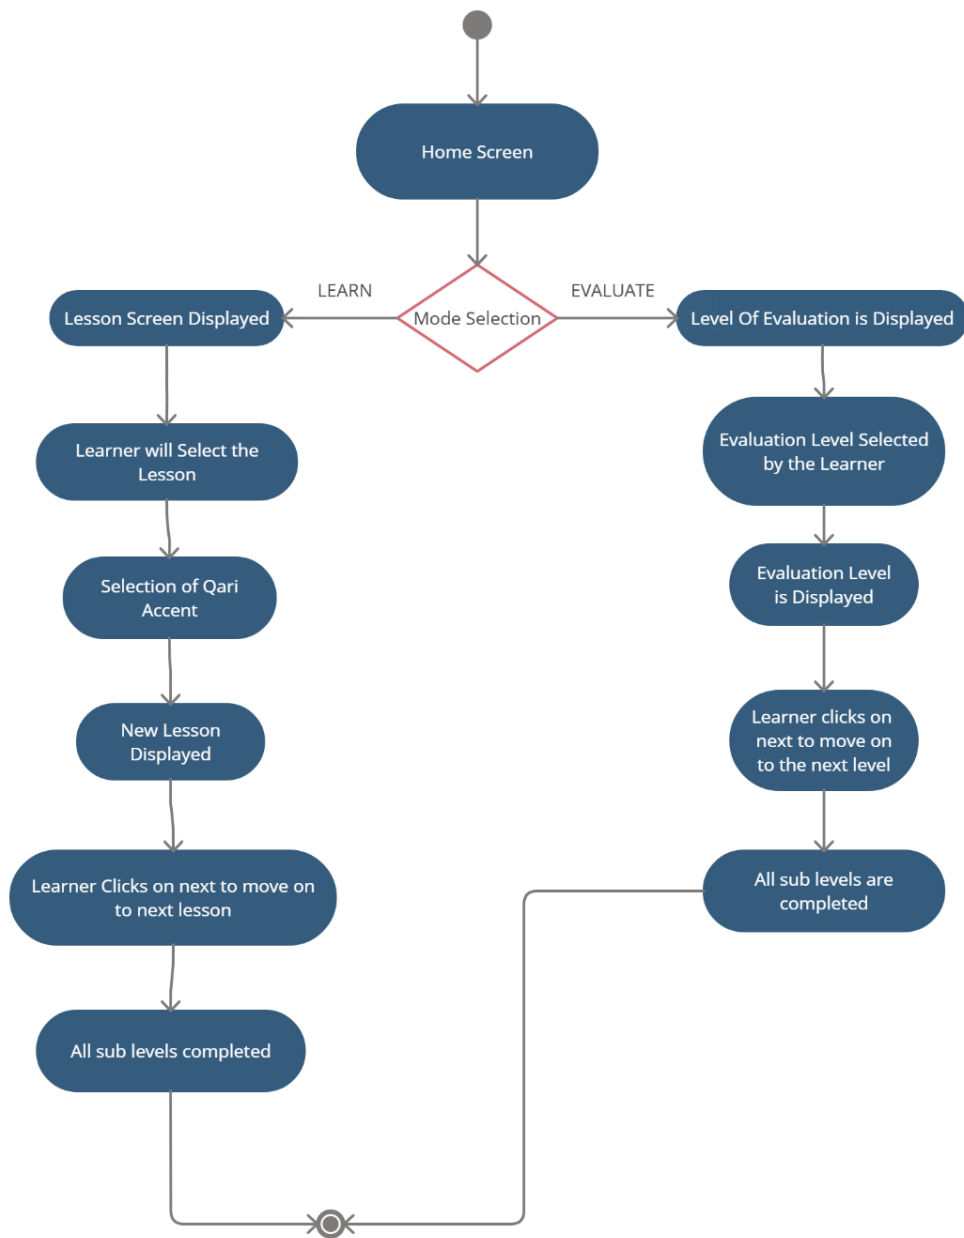 Home Screen
LEARN
EVALUATE
Lesson Screen Displayed
Mode Selection
Level Of Evaluation is Displayed
Learner will Select the
Lesson
Selection of Qari
Accent
New Lesson
Displayed
Learner Clicks on next to move on
to next lesson
All sub levels completed
Evaluation Level Selected
by the Learner
Evaluation Level
is Displayed
Learner clicks on
next to move on
to the next level
All sub levels are
completed